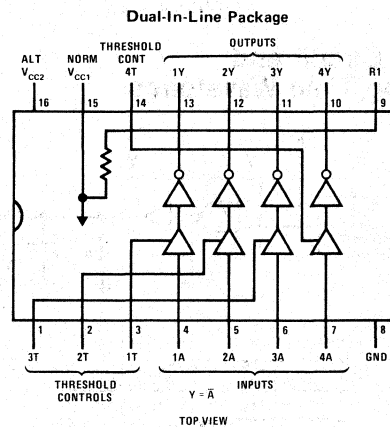 Dual-In-Line Package
ALT NORM THRESHOLD CONT OUTPUTS
VCC2 VCC1 4T 1Y 2Y 3Y 4Y R1
16 15 14 13 12 11 10 9
1 2 3 4 5 6 7 8
3T 2T 1T 1A 2A 3A 4A GND
THRESHOLD CONTROLS INPUTS
Y = A̅
TOP VIEW